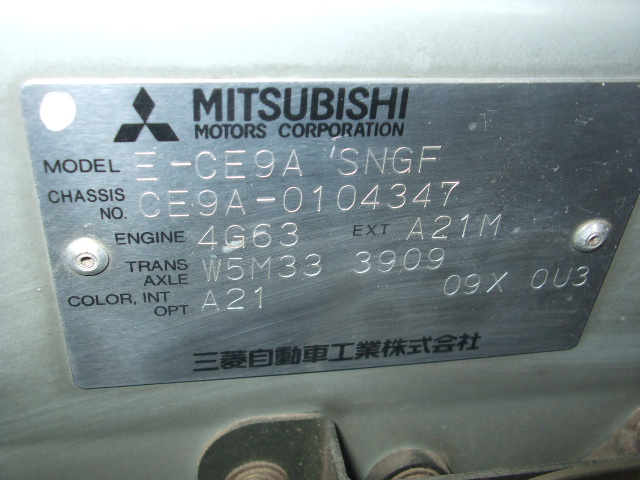 MITSUBISHI
MOTORS CORPORATION
MODEL E-CE9A 'SNGF
CHASSIS NO. CE9A-0104347
ENGINE 4G63 EXT A21M
TRANS AXLE W5M33 3909
COLOR, INT OPT A21 09X 0U3
三菱自動車工業株式会社